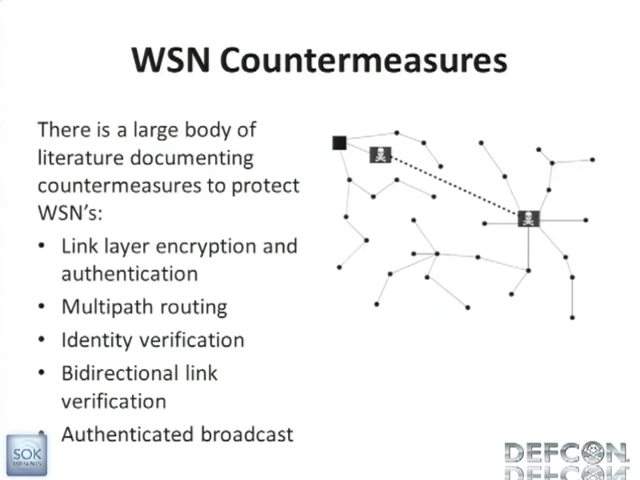 WSN Countermeasures
There is a large body of
literature documenting
countermeasures to protect
WSN's:
• Link layer encryption and
authentication
• Multipath routing
• Identity verification
• Bidirectional link
verification
• Authenticated broadcast
SOK
PRESENTS
DEFCON.